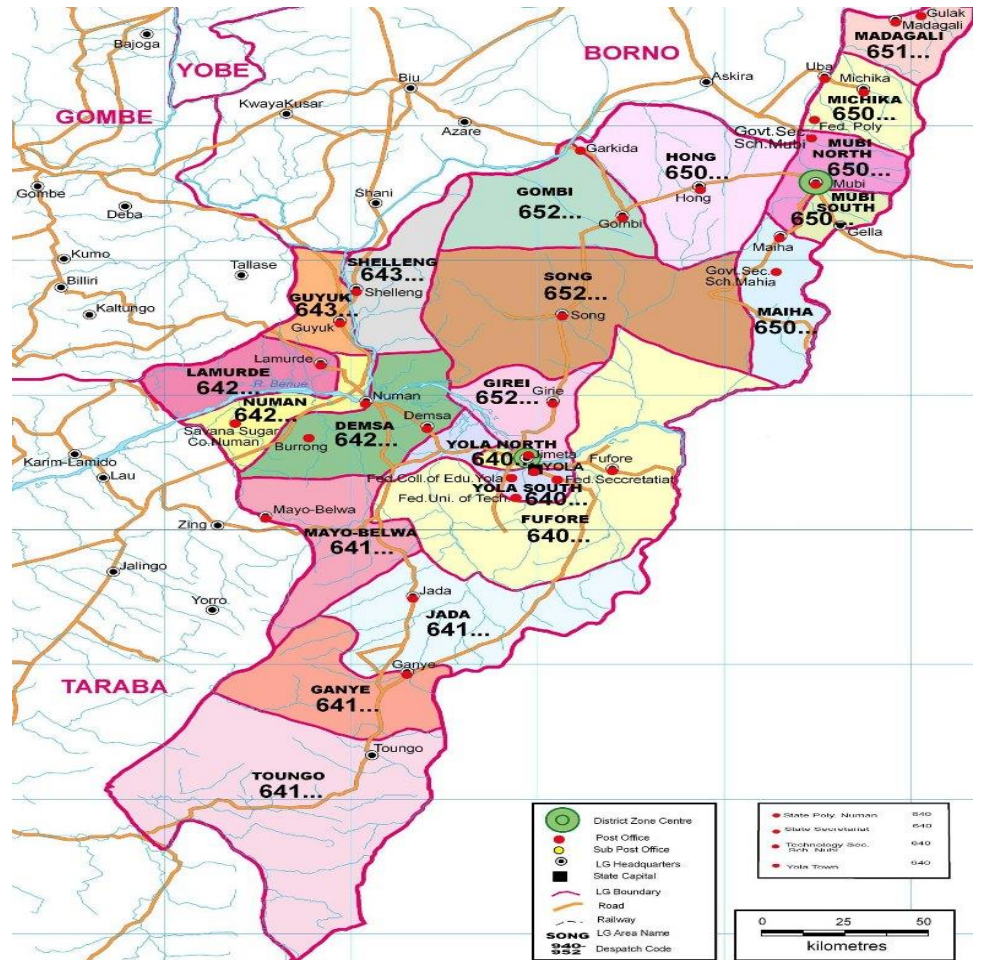 Gulak
Madagali
MADAGALI
651...
Bajoga
BORNO
YOBE
Uba
Michika
Biu
Askira
MICHIKA
650...
KwayaKusar
GOMBE
Fed. Poly
Azare
Govt.Sec.
Sch.Mubi
MUBI
NORTH
650...
Garkida
HONG
650...
Hong
Mubi
Gombe
GOMBI
652...
Shani
MUBI
SOUTH
650...
Deba
Gombi
Gella
Maiha
Kumo
Tallase
SHELLENG
643...
Shelleng
SONG
652...
Govt.Sec.
Sch.Mahia
Billiri
GUYUK
643...
Guyuk
Kaltungo
Song
MAIHA
650...
Lamurde
LAMURDE
642...
R. Benue
GIREI
652...
Girie
NUMAN
642...
Numan
Savana Sugar
Co.Numan
Demsa
DEMSA
642...
Burrong
YOLA NORTH
640...
Jimeta
Karim-Lamido
YOLA
Fufore
Lau
Fed.Coll.of Edu.Yola
Fed.Seccretatiat
YOLA SOUTH
640...
Fed.Uni. of Tech.
Mayo-Belwa
FUFORE
640...
Zing
MAYO-BELWA
641...
Jalingo
Jada
Yorro
JADA
641...
Ganye
TARABA
GANYE
641...
Toungo
TOUNGO
641...
District Zone Centre
Post Office
Sub Post Office
LG Headquarters
State Capital
LG Boundary
Road
Railway
SONG LG Area Name
940-
952 Despatch Code
State Poly. Numan 640
State Secretariat 640
Technology Sec.
Sch. Nubi 640
Yola Town 640
0 25 50
kilometres